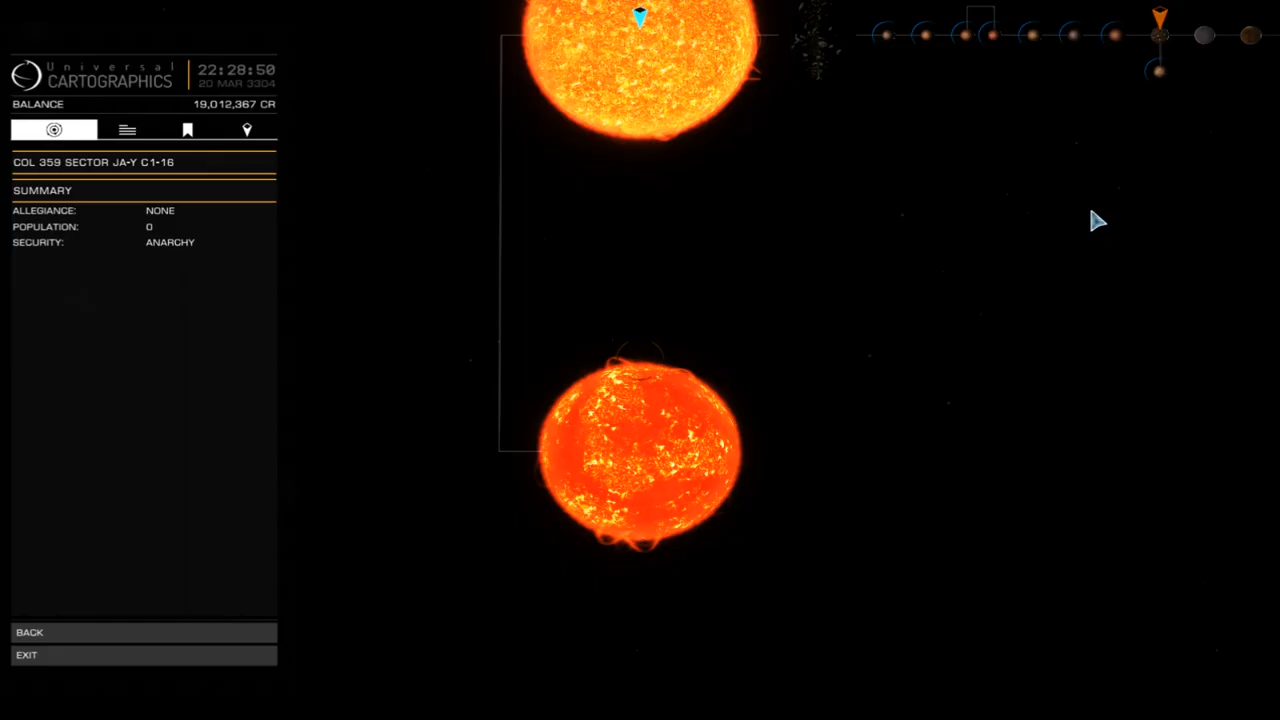 Universal
CARTOGRAPHICS
22:28:50
20 MAR 3304
BALANCE 19,012,367 CR
COL 359 SECTOR JA-Y C1-16
SUMMARY
ALLEGIANCE: NONE
POPULATION: 0
SECURITY: ANARCHY
BACK
EXIT